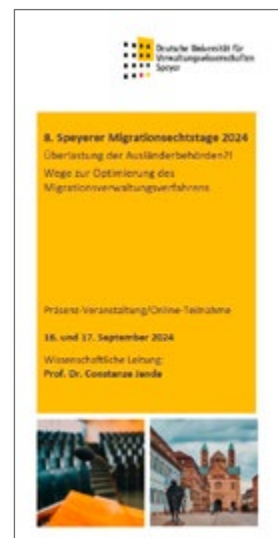 Deutsche Universität für
Verwaltungswissenschaften
Speyer
8. Speyerer Migrationsechtstage 2024
Überlastung der Ausländerbehörden?!
Wege zur Optimierung des
Migrationsverwaltungsverfahrens
Präsenz-Veranstaltung/Online-Teilnahme
16. und 17. September 2024
Wissenschaftliche Leitung:
Prof. Dr. Constanze Janda